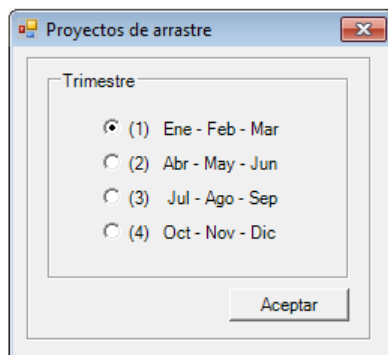 Proyectos de arrastre
Trimestre
(1) Ene - Feb - Mar
(2) Abr - May - Jun
(3) Jul - Ago - Sep
(4) Oct - Nov - Dic
Aceptar